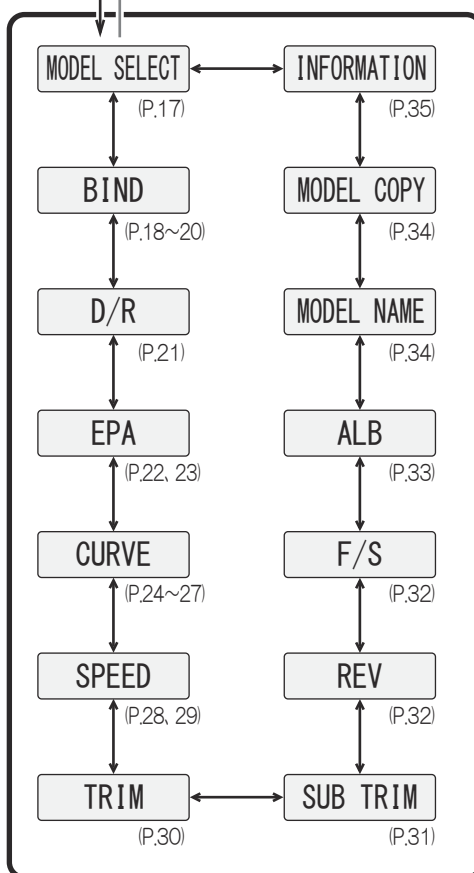 MODEL SELECT
(P.17)
BIND
(P.18~20)
D/R
(P.21)
EPA
(P.22、23)
CURVE
(P.24~27)
SPEED
(P.28、29)
TRIM
(P.30)
INFORMATION
(P.35)
MODEL COPY
(P.34)
MODEL NAME
(P.34)
ALB
(P.33)
F/S
(P.32)
REV
(P.32)
SUB TRIM
(P.31)